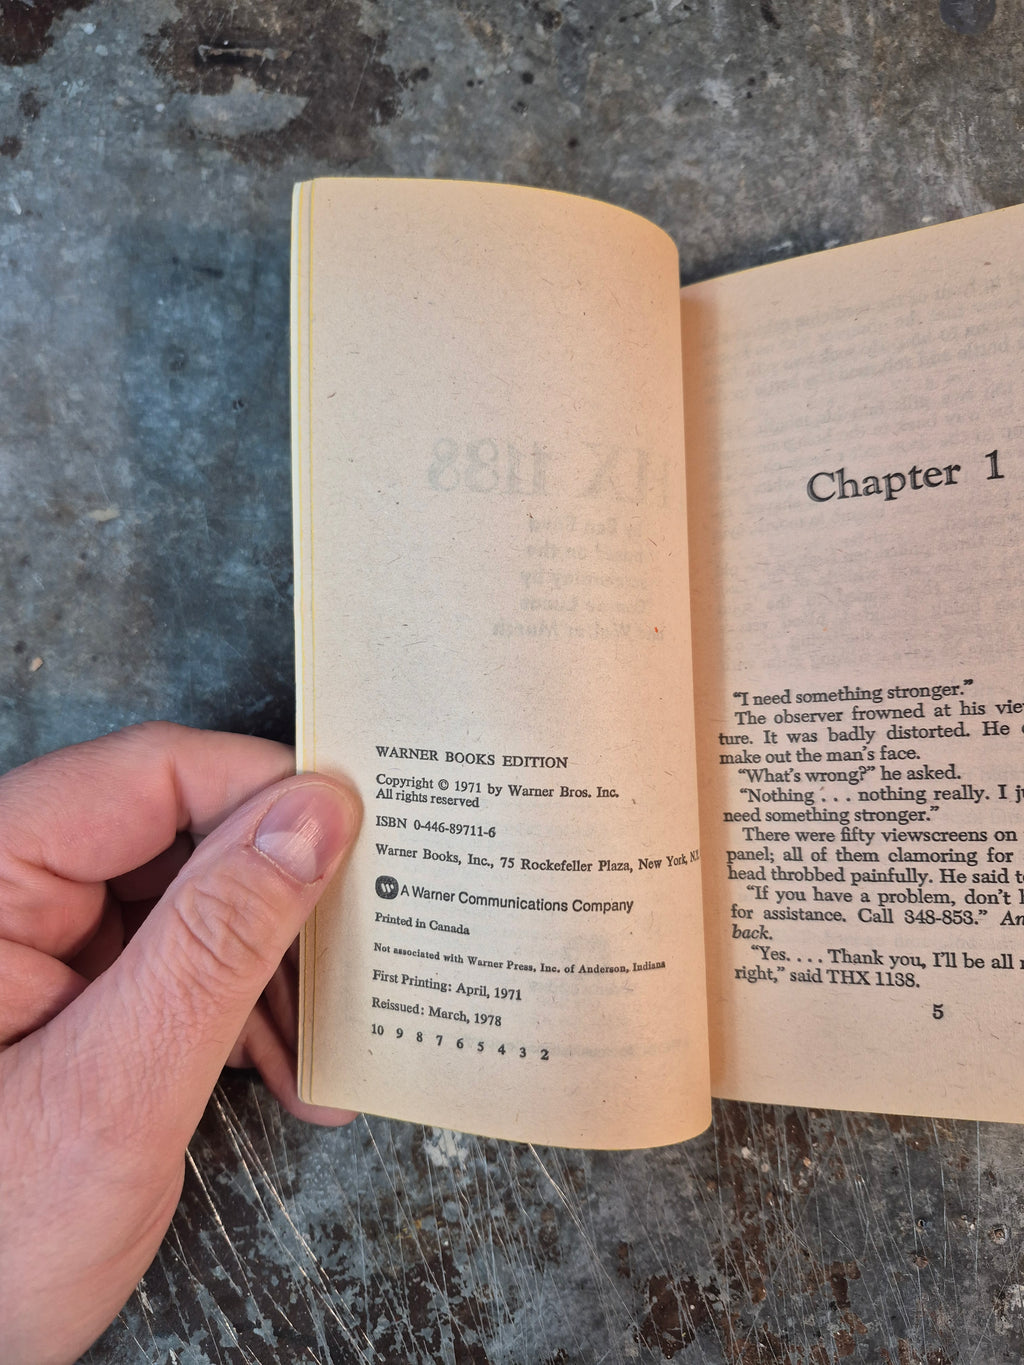 WARNER BOOKS EDITION
Copyright © 1971 by Warner Bros. Inc.
All rights reserved
ISBN 0-446-89711-6
Warner Books, Inc., 75 Rockefeller Plaza, New York,
A Warner Communications Company
Printed in Canada
Not associated with Warner Press, Inc. of Anderson, Indiana
First Printing: April, 1971
Reissued: March, 1978
10 9 8 7 6 5 4 3 2
Chapter 1
“I need something stronger.”
The observer frowned at his
ture. It was badly distorted. He
make out the man’s face.
“What’s wrong?” he asked.
“Nothing . . . nothing really. I
need something stronger.”
There were fifty viewscreens on
panel; all of them clamoring for
head throbbed painfully. He said
“If you have a problem, don’t
for assistance. Call 348-853.”
back.
“Yes. . . . Thank you, I’ll be all
right,” said THX 1138.
5